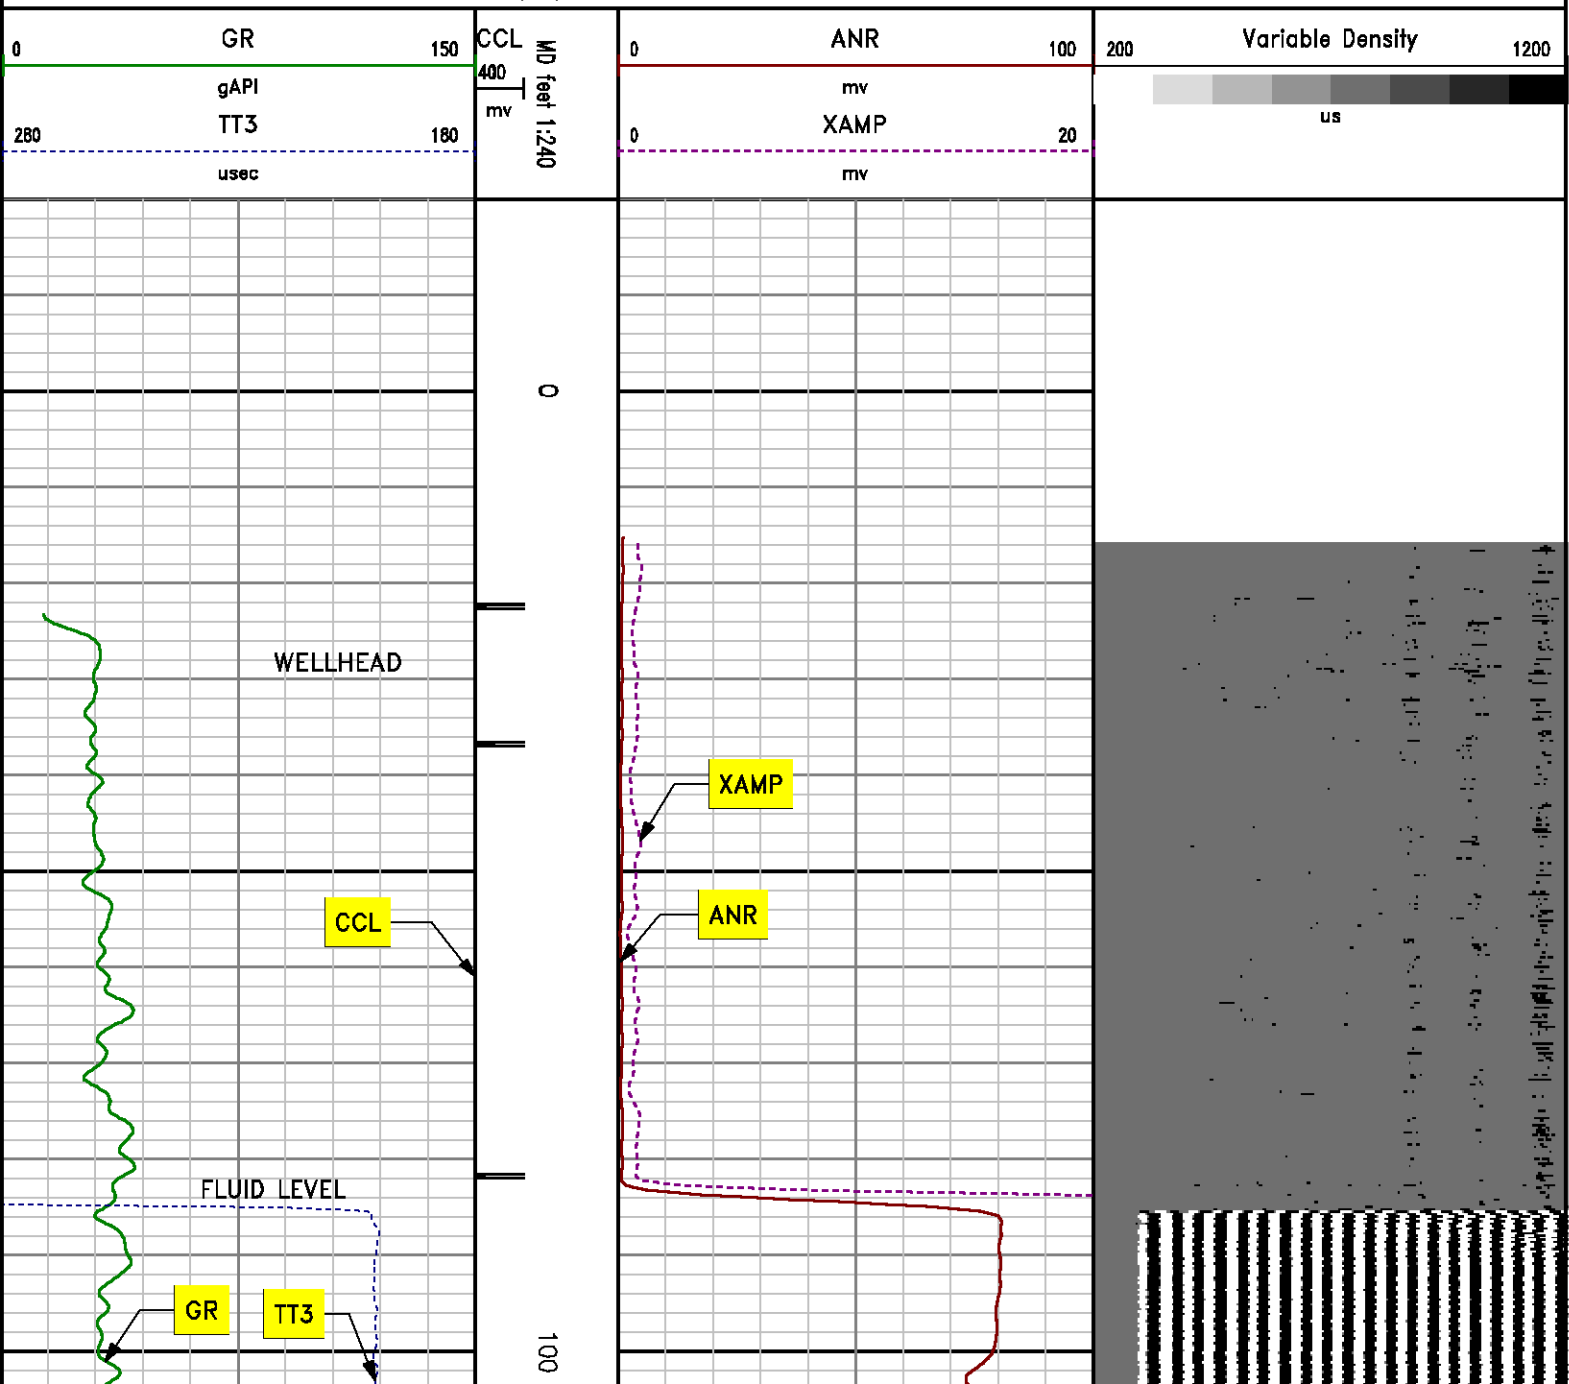 GR
0 150
gAPI
TT3
280 180
usec
CCL
400
mv
MD feet 1:240
ANR
0 100
mv
XAMP
0 20
mv
Variable Density
200 1200
us
0
WELLHEAD
XAMP
ANR
CCL
FLUID LEVEL
GR
TT3
100